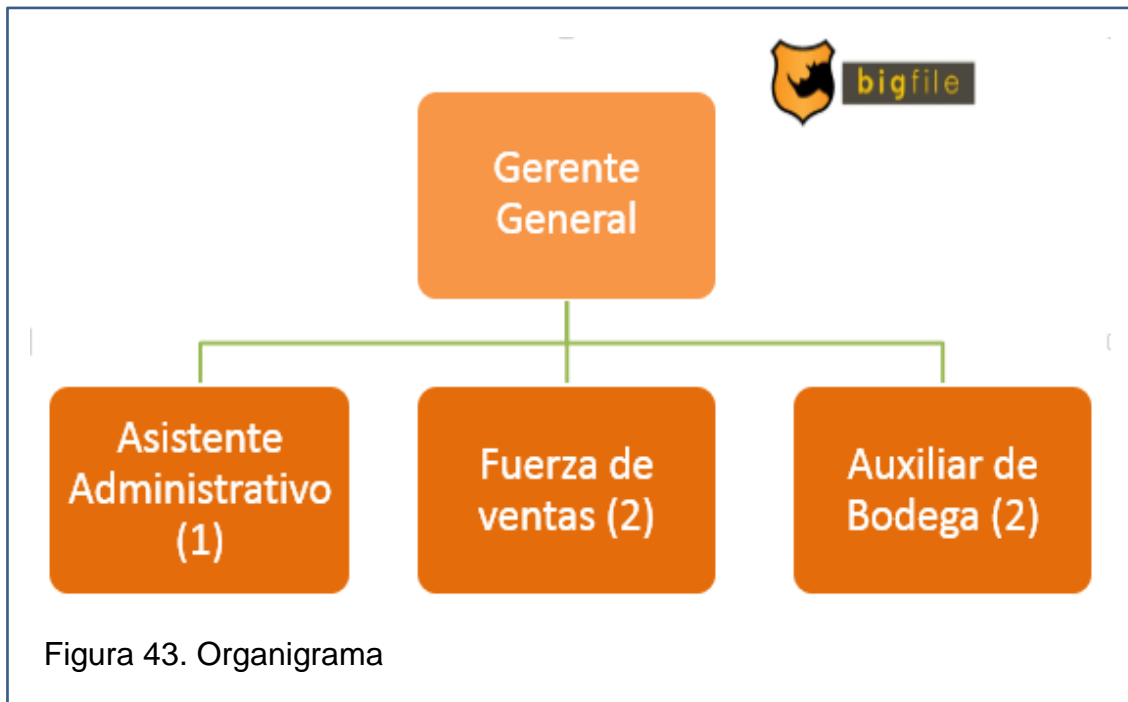 bigfile
Gerente
General
Asistente
Administrativo
(1)
Fuerza de
ventas (2)
Auxiliar de
Bodega (2)
Figura 43. Organigrama